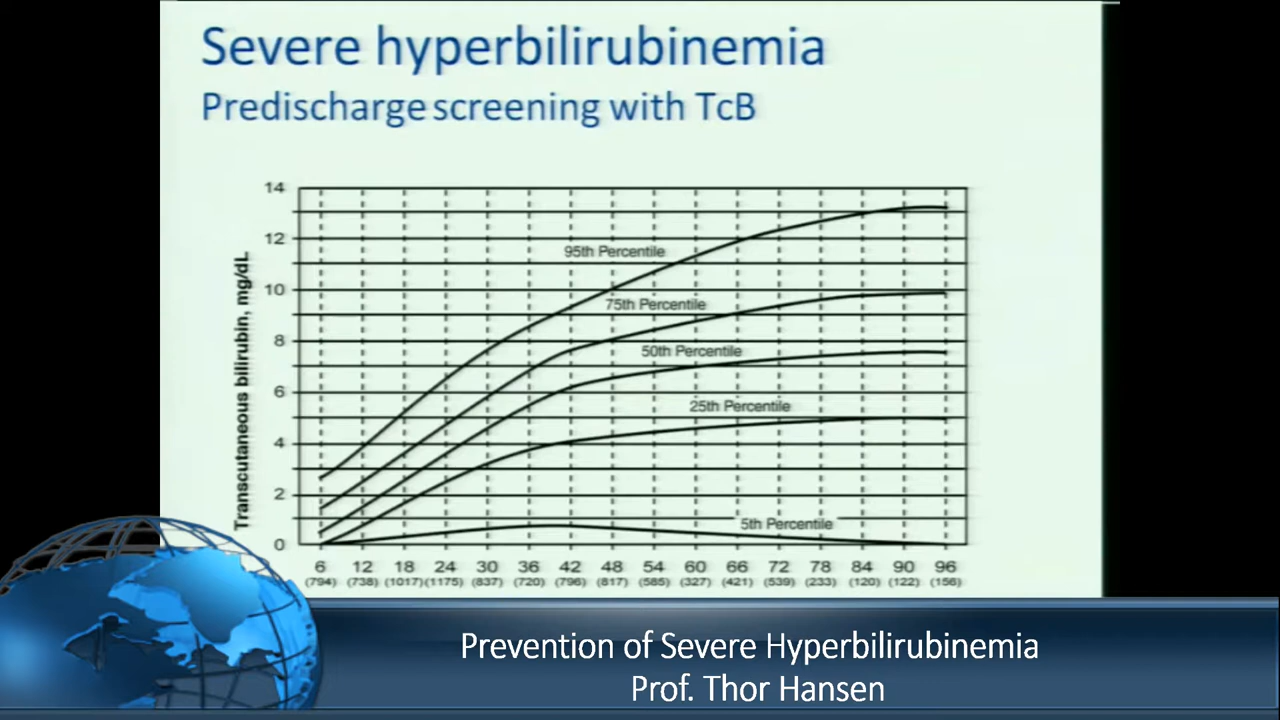 Severe hyperbilirubinemia
Predischarge screening with TcB
Transcutaneous bilirubin, mg/dL
14
12
10
8
6
4
2
0
95th Percentile
75th Percentile
50th Percentile
25th Percentile
5th Percentile
6 12 18 24 30 36 42 48 54 60 66 72 78 84 90 96
(794) (738) (1017) (1175) (837) (720) (796) (817) (585) (327) (421) (539) (233) (120) (122) (156)
Prevention of Severe Hyperbilirubinemia
Prof. Thor Hansen